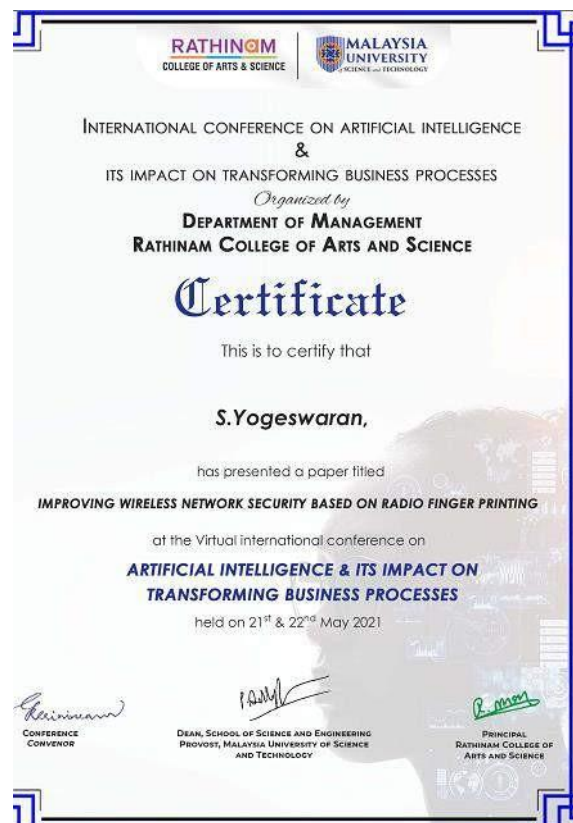 RATHINAM
COLLEGE OF ARTS & SCIENCE
MALAYSIA
UNIVERSITY
of SCIENCE and TECHNOLOGY
INTERNATIONAL CONFERENCE ON ARTIFICIAL INTELLIGENCE
&
ITS IMPACT ON TRANSFORMING BUSINESS PROCESSES
Organized by
DEPARTMENT OF MANAGEMENT
RATHINAM COLLEGE OF ARTS AND SCIENCE
Certificate
This is to certify that
S.Yogeswaran,
has presented a paper titled
IMPROVING WIRELESS NETWORK SECURITY BASED ON RADIO FINGER PRINTING
at the Virtual international conference on
ARTIFICIAL INTELLIGENCE & ITS IMPACT ON
TRANSFORMING BUSINESS PROCESSES
held on 21st & 22nd May 2021
CONFERENCE
CONVENOR
DEAN, SCHOOL OF SCIENCE AND ENGINEERING
PROVOST, MALAYSIA UNIVERSITY OF SCIENCE
AND TECHNOLOGY
PRINCIPAL
RATHINAM COLLEGE OF
ARTS AND SCIENCE